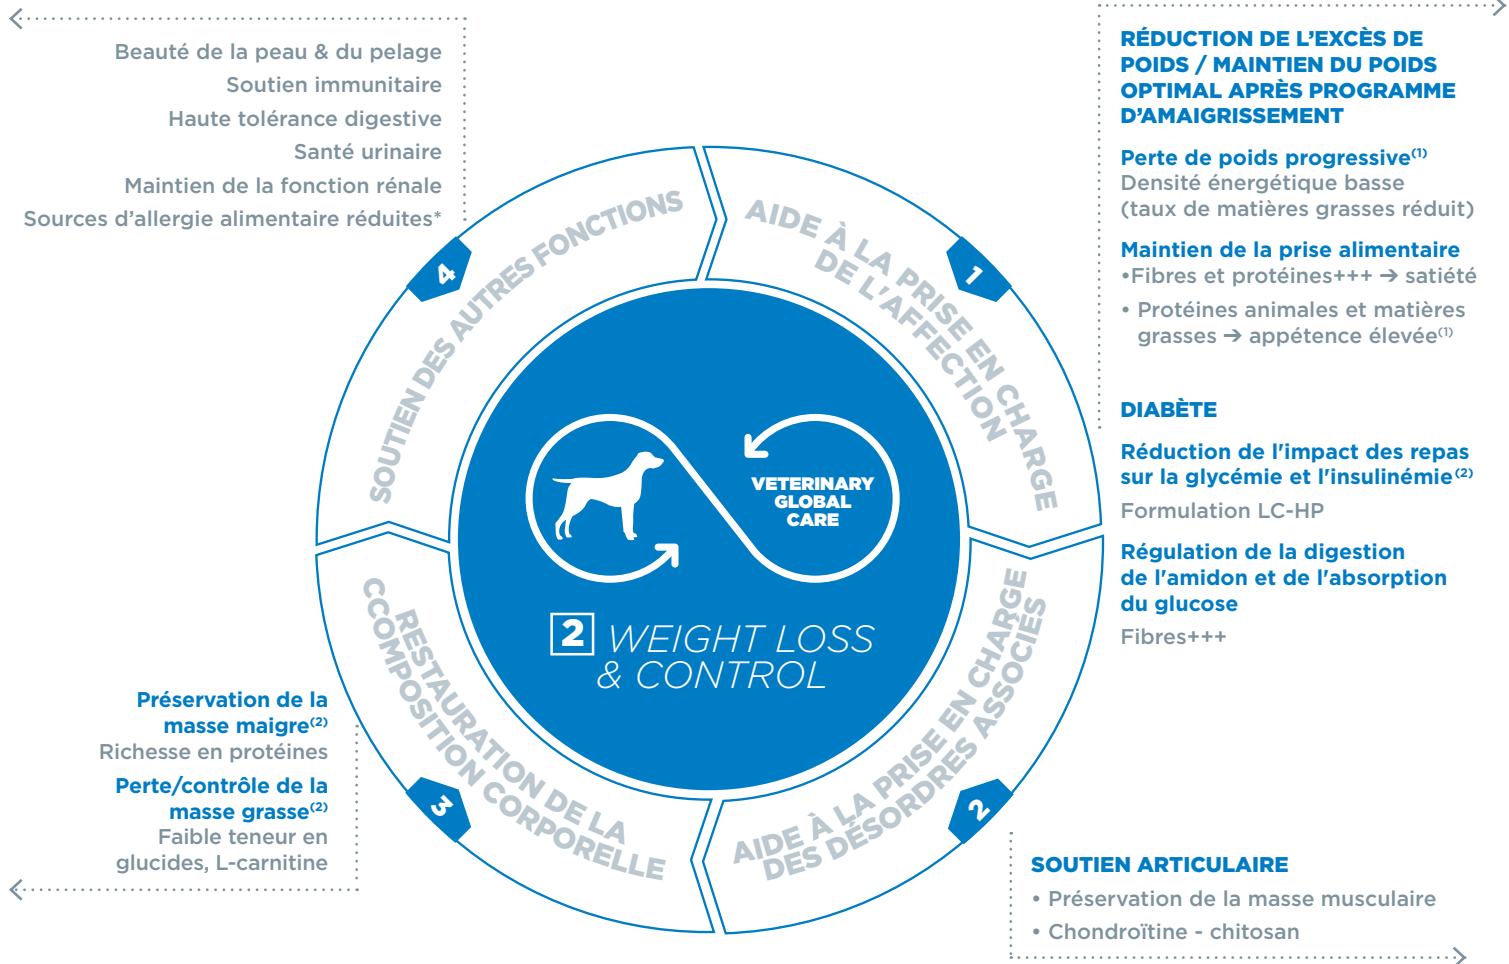 Beauté de la peau & du pelage
Soutien immunitaire
Haute tolérance digestive
Santé urinaire
Maintien de la fonction rénale
Sources d’allergie alimentaire réduites*
RÉDUCTION DE L’EXCÈS DE
POIDS / MAINTIEN DU POIDS
OPTIMAL APRÈS PROGRAMME
D’AMAIGRISSEMENT
Perte de poids progressive(1)
Densité énergétique basse
(taux de matières grasses réduit)
Maintien de la prise alimentaire
•Fibres et protéines+++ ➔ satiété
• Protéines animales et matières
grasses ➔ appétence élevée(1)
DIABÈTE
Réduction de l'impact des repas
sur la glycémie et l'insulinémie(2)
Formulation LC-HP
Régulation de la digestion
de l'amidon et de l'absorption
du glucose
Fibres+++
SOUTIEN DES AUTRES FONCTIONS
4
AIDE À LA PRISE EN CHARGE
DE L'AFFECTION
1
VETERINARY
GLOBAL
CARE
2 WEIGHT LOSS
& CONTROL
RESTAURATION DE LA
CCOMPOSITION CORPORELLE
3
AIDE À LA PRISE EN CHARGE
DES DÉSORDRES ASSOCIÉS
2
Préservation de la
masse maigre(2)
Richesse en protéines
Perte/contrôle de la
masse grasse(2)
Faible teneur en
glucides, L-carnitine
SOUTIEN ARTICULAIRE
• Préservation de la masse musculaire
• Chondroïtine - chitosan